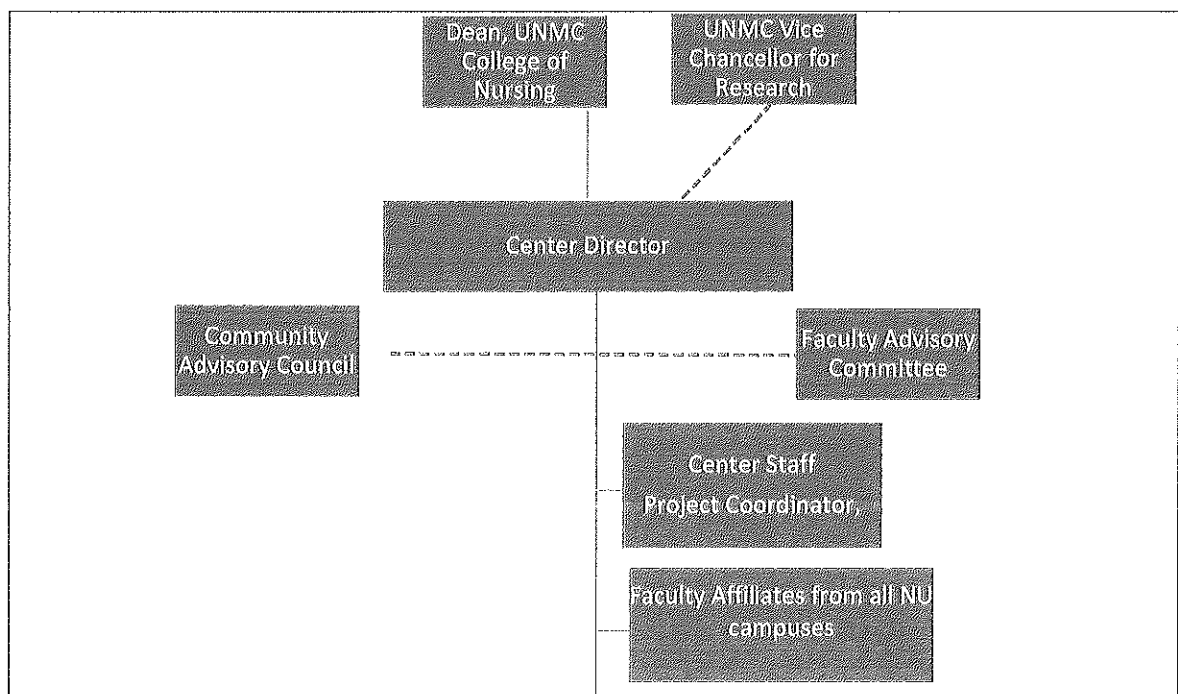 Dean, UNMC
College of
Nursing
UNMC Vice
Chancellor for
Research
Center Director
Community
Advisory Council
Faculty Advisory
Committee
Center Staff
Project Coordinator,
Faculty Affiliates from all NU
campuses